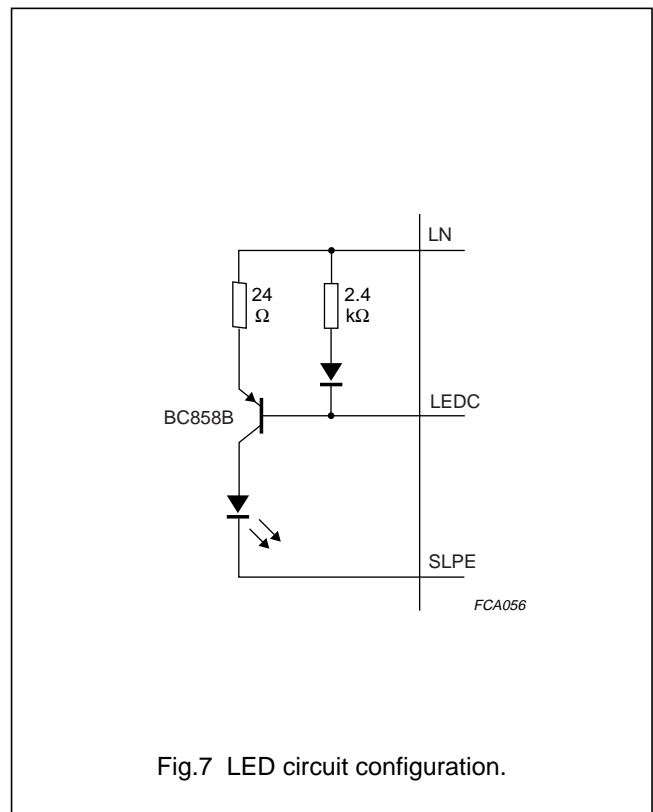 LN
24
Ω
2.4
kΩ
LEDC
BC858B
SLPE
FCA056
Fig.7 LED circuit configuration.